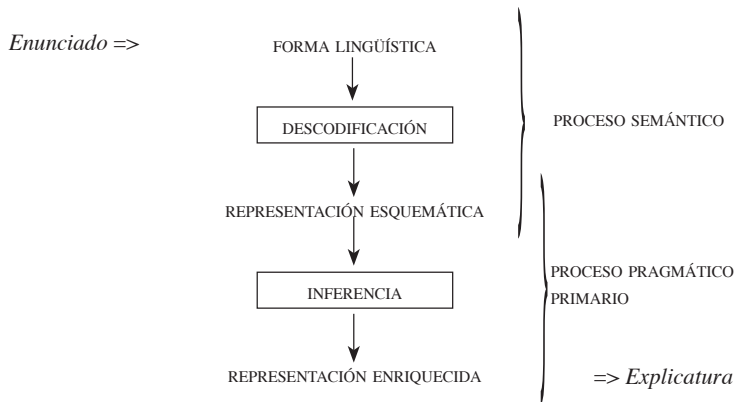 Enunciado =>
FORMA LINGÜÍSTICA
DESCODIFICACIÓN
PROCESO SEMÁNTICO
REPRESENTACIÓN ESQUEMÁTICA
PROCESO PRAGMÁTICO
PRIMARIO
INFERENCIA
REPRESENTACIÓN ENRIQUECIDA
=> Explicatura